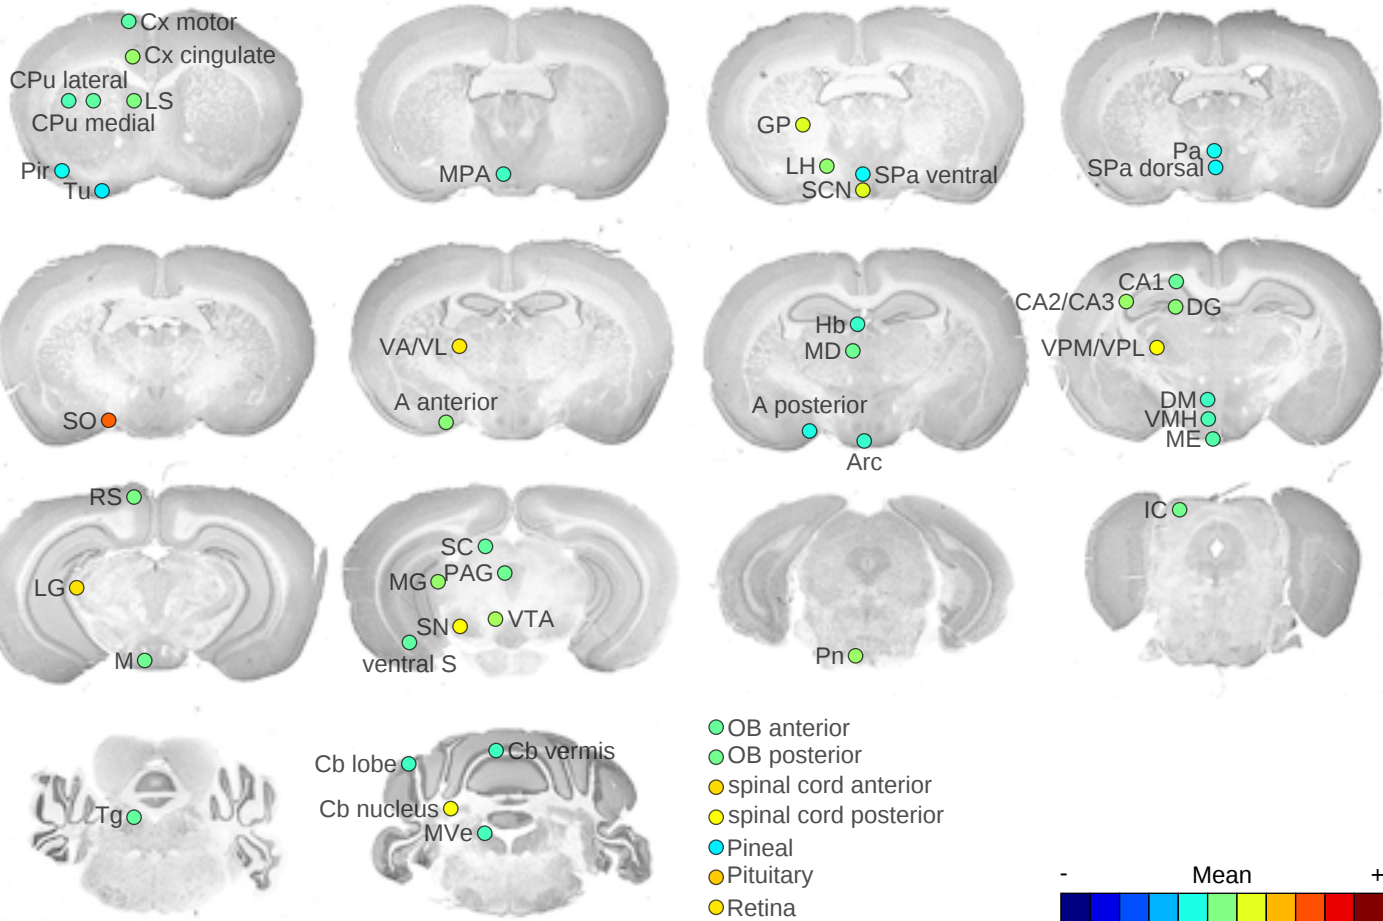 Cx motor
Cx cingulate
CPu lateral
LS
CPu medial
Pir
Tu
MPA
GP
LH
SPa ventral
SCN
Pa
SPa dorsal
SO
VA/VL
A anterior
Hb
MD
A posterior
Arc
CA1
CA2/CA3
DG
VPM/VPL
DM
VMH
ME
RS
LG
M
SC
MG
PAG
SN
VTA
ventral S
Pn
IC
Tg
Cb lobe
Cb vermis
Cb nucleus
MVe
OB anterior
OB posterior
spinal cord anterior
spinal cord posterior
Pineal
Pituitary
Retina
- Mean +